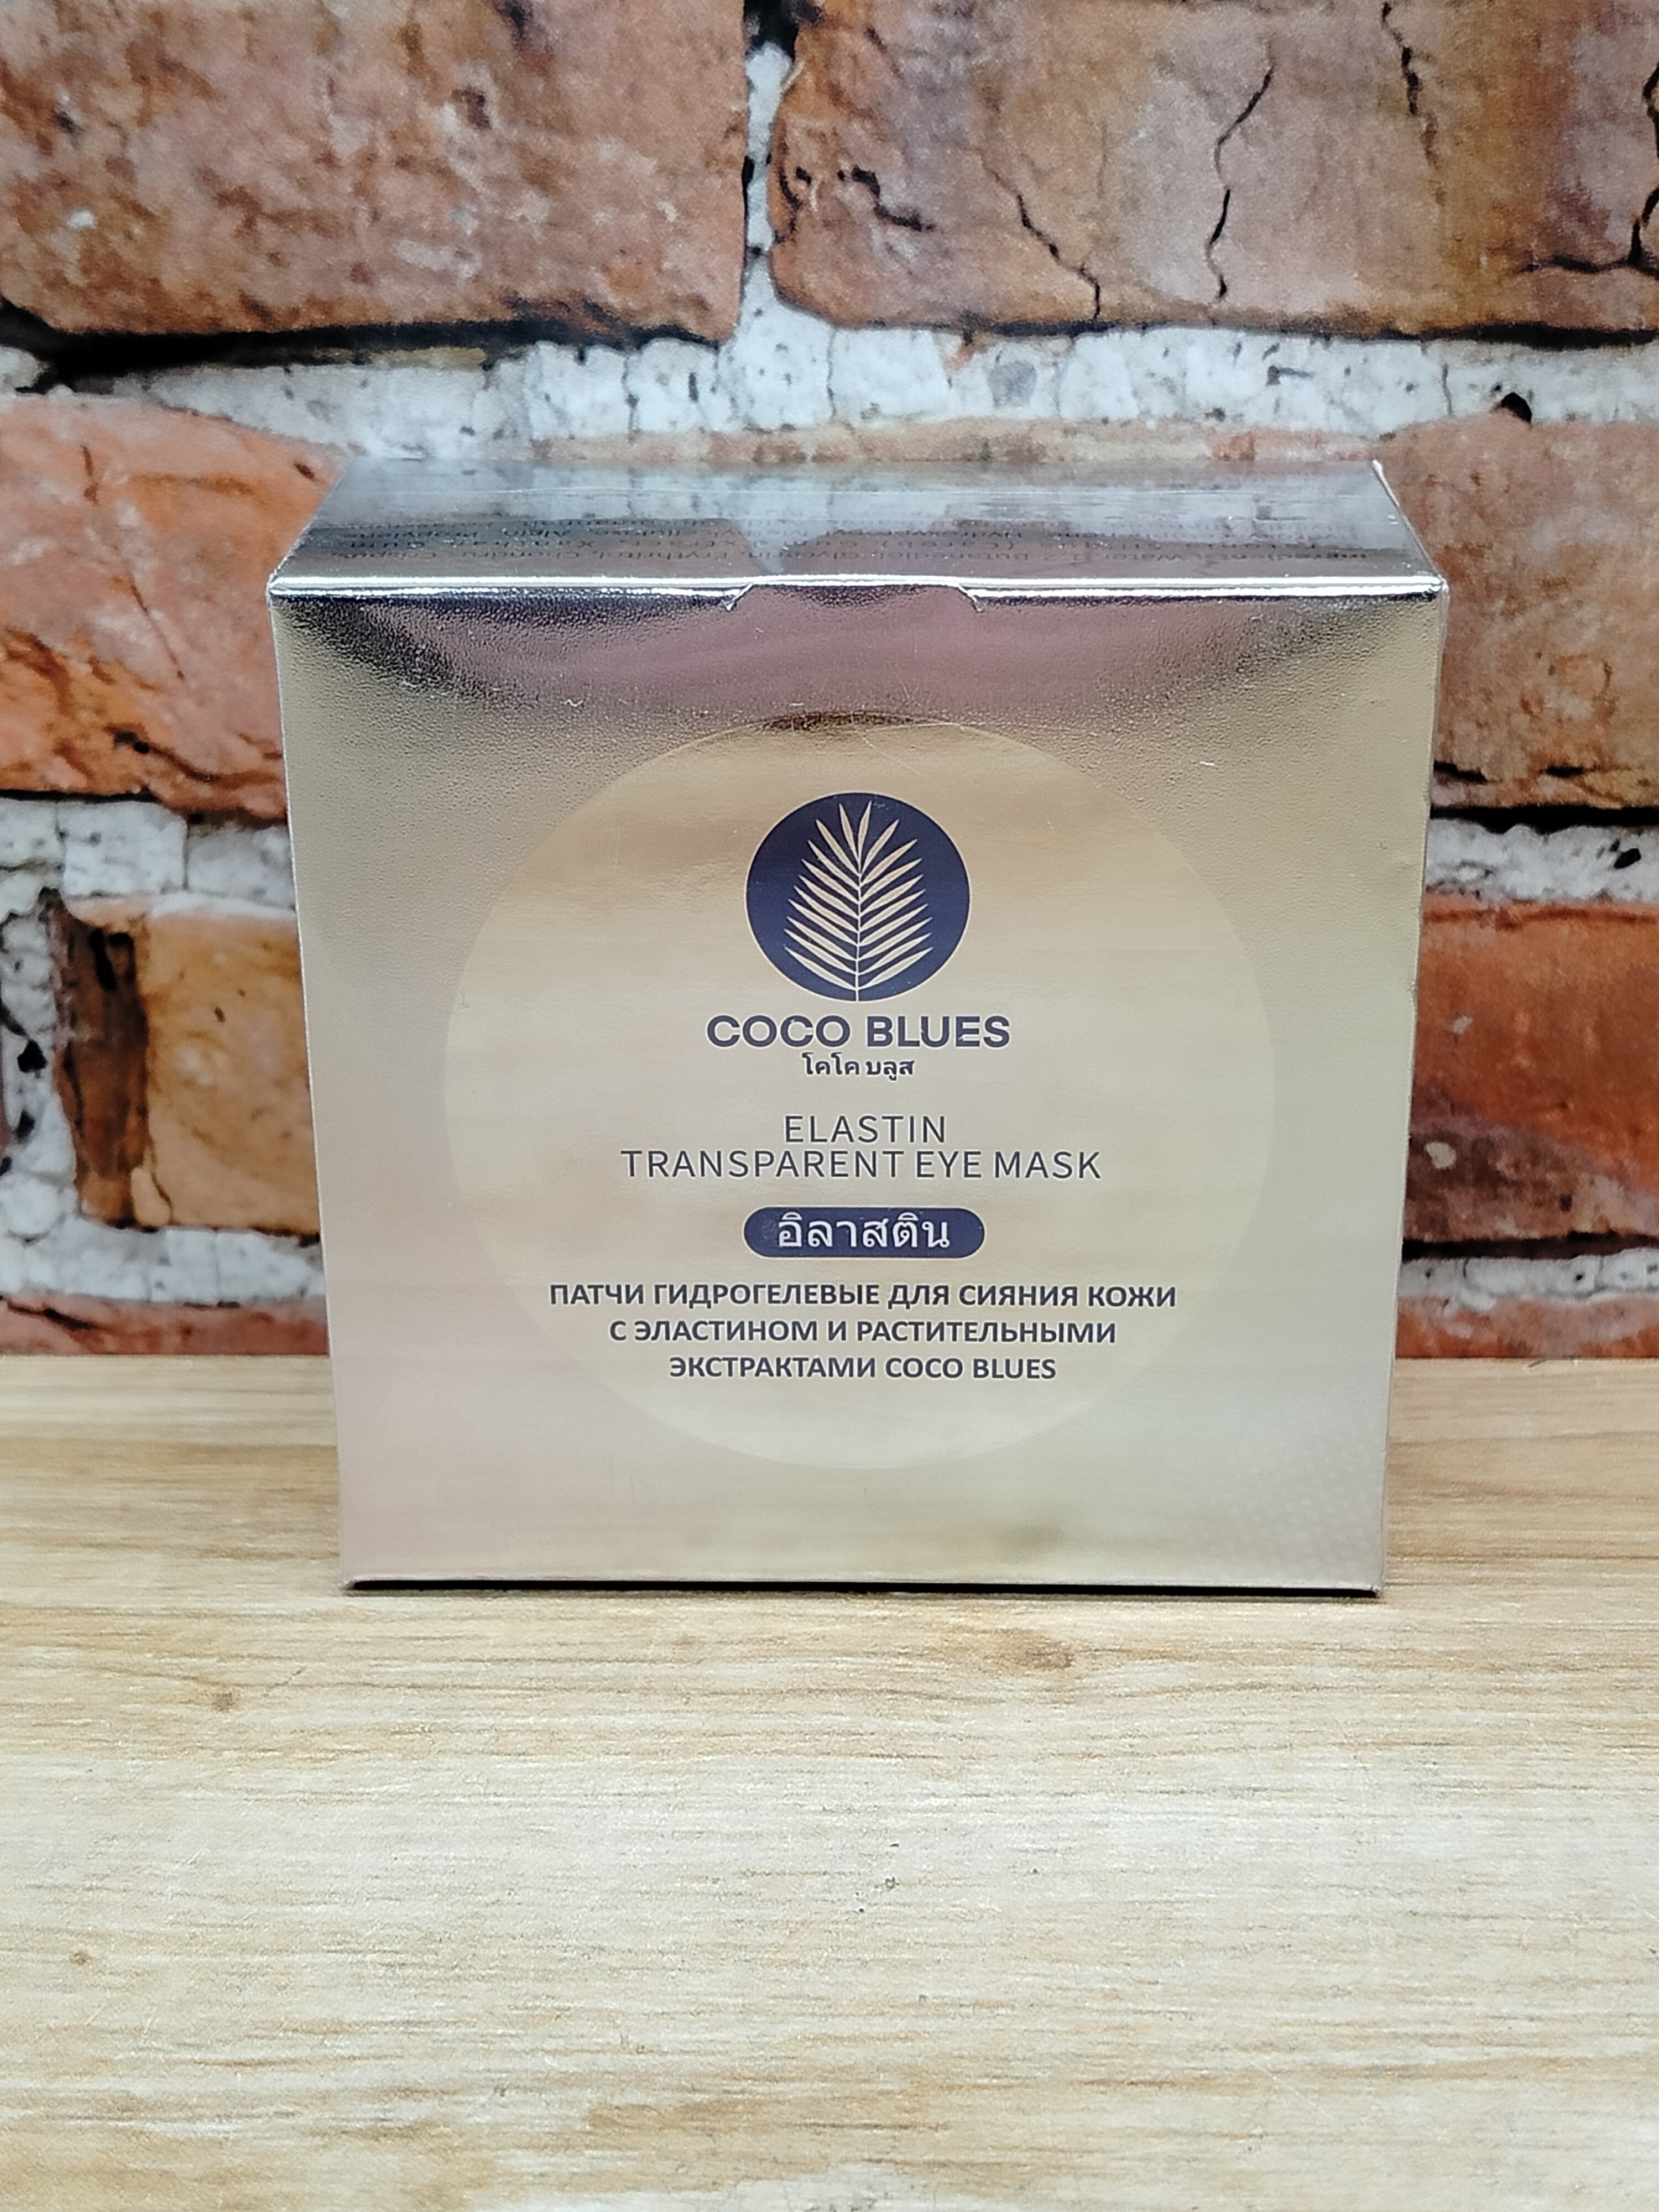 COCO BLUES
โคโค บลูส
ELASTIN
TRANSPARENT EYE MASK
อิลาสติน
ПАТЧИ ГИДРОГЕЛЕВЫЕ ДЛЯ СИЯНИЯ КОЖИ
С ЭЛАСТИНОМ И РАСТИТЕЛЬНЫМИ
ЭКСТРАКТАМИ COCO BLUES